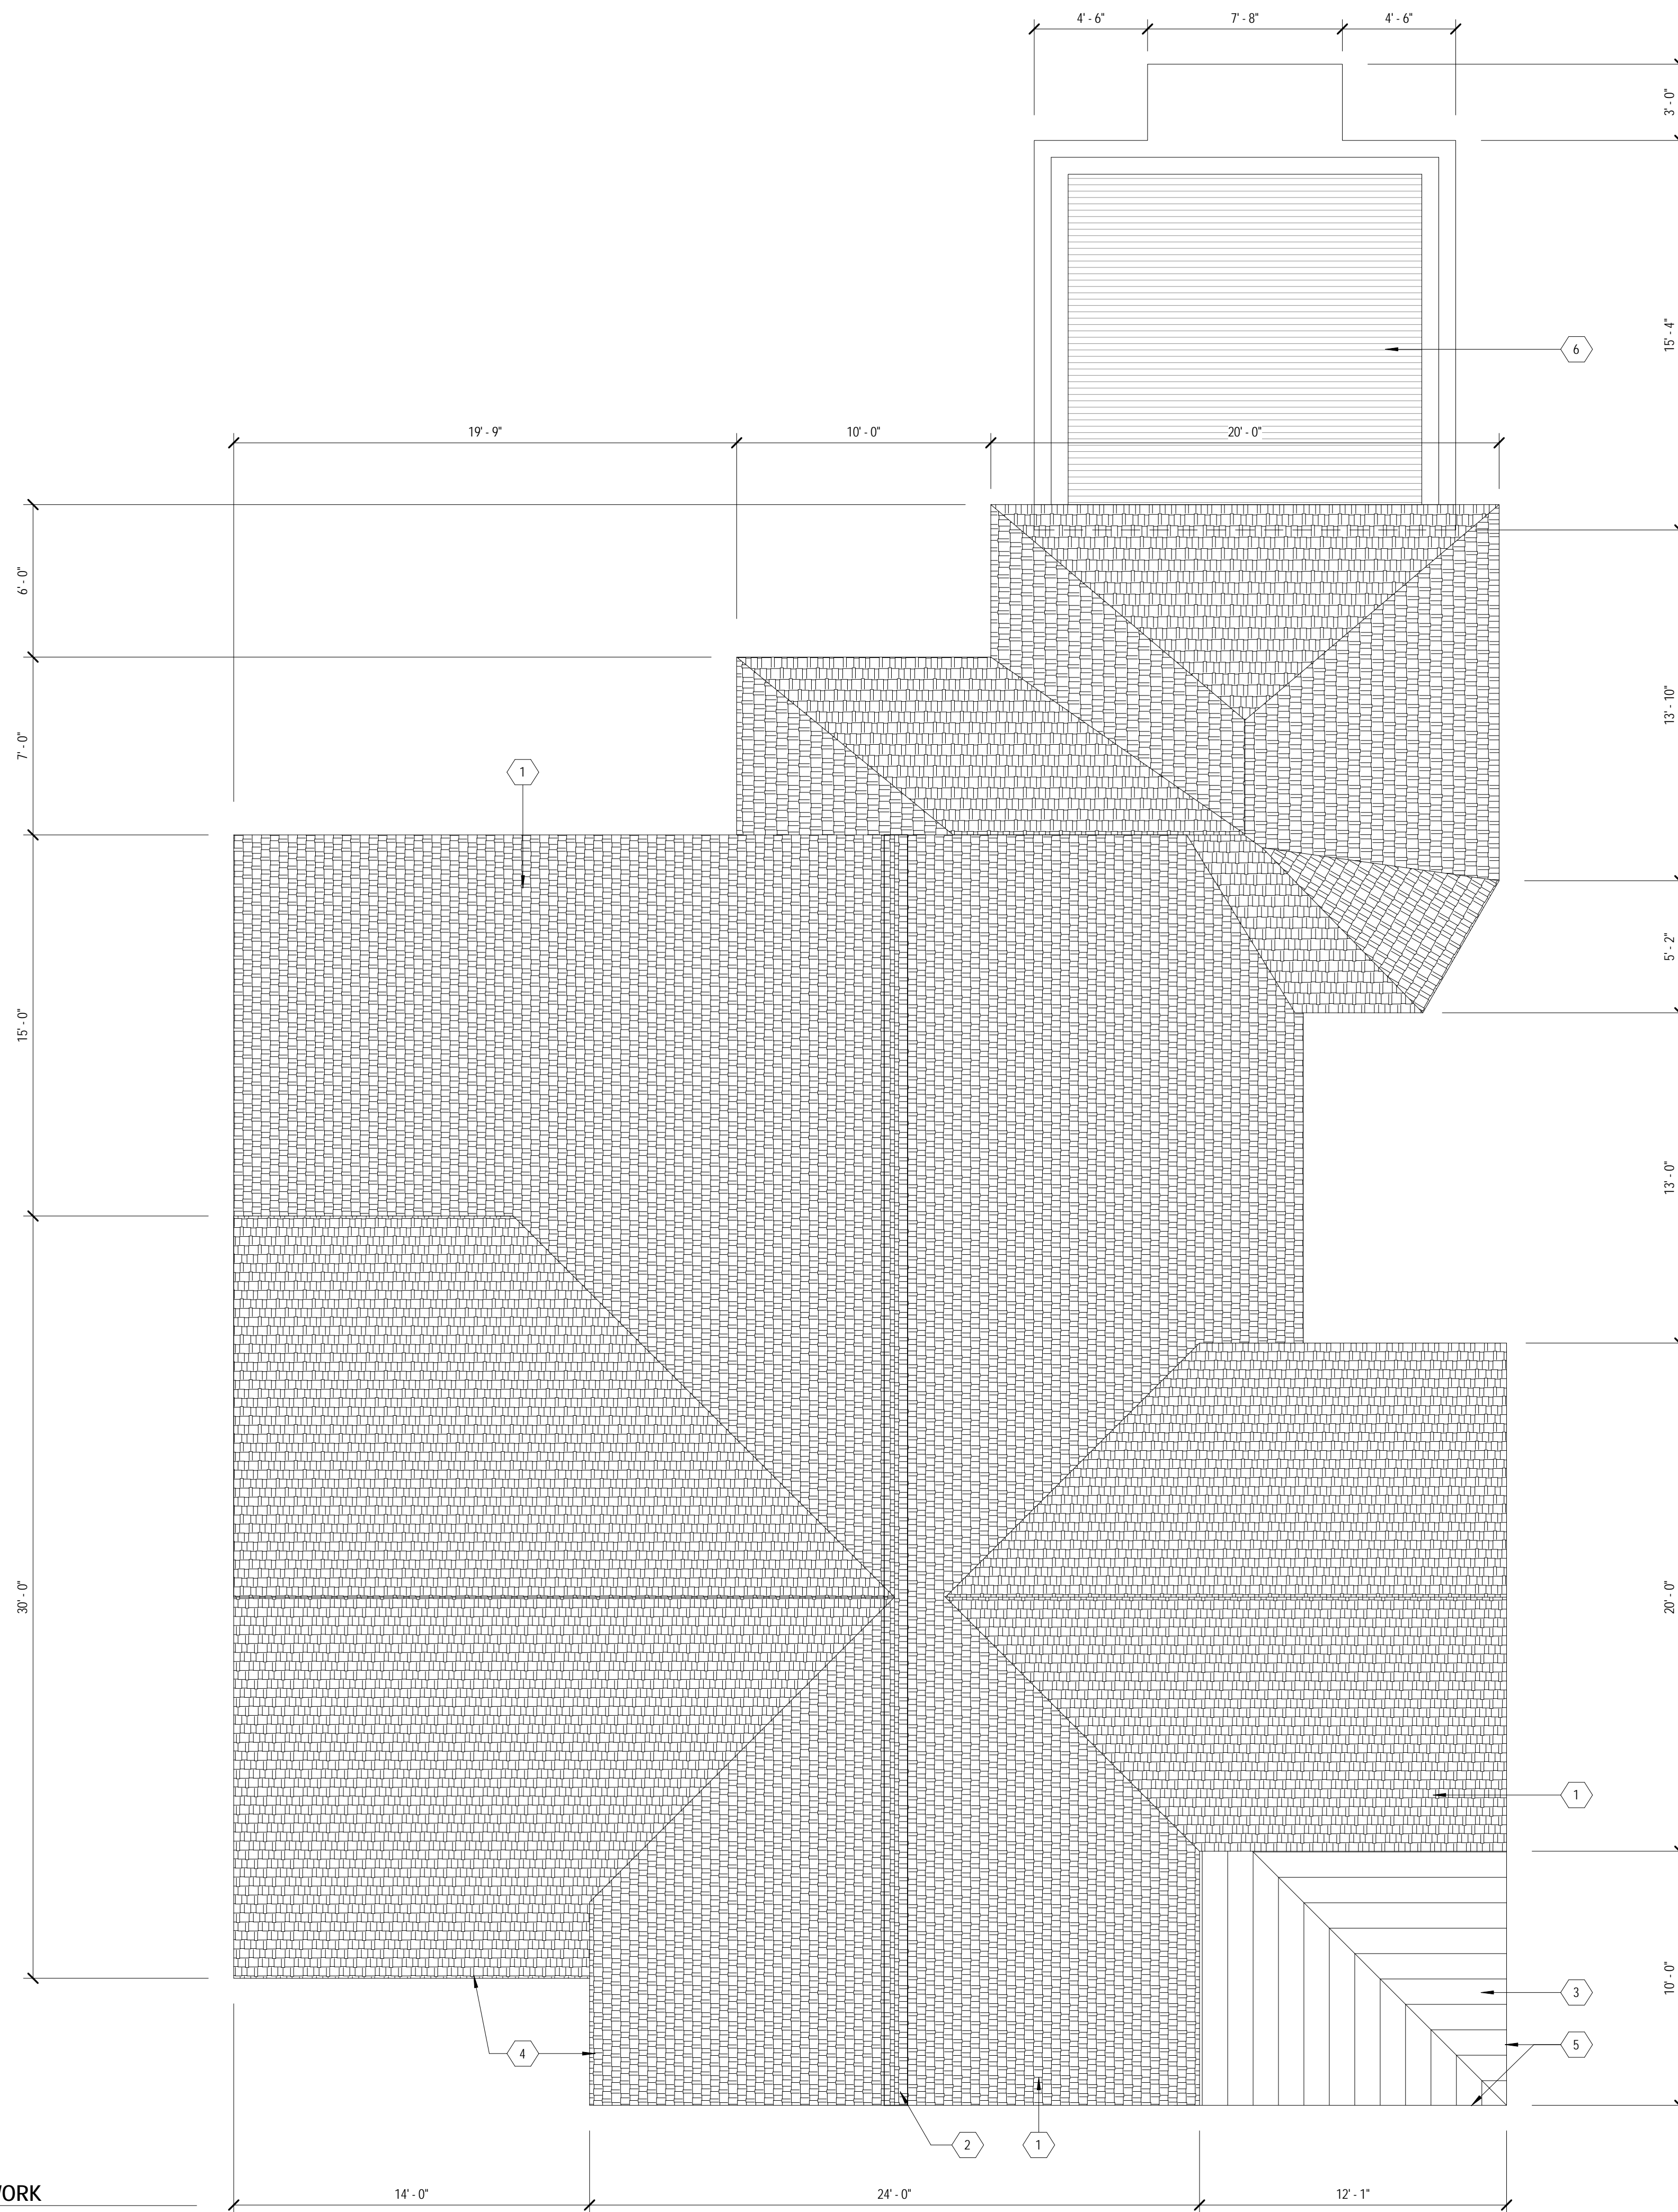 4' - 6" 7' - 8" 4' - 6"
3' - 0"
15' - 4"
6
19' - 9" 10' - 0" 20' - 0"
6' - 0"
13' - 10"
7' - 0"
1
5' - 2"
15' - 0"
13' - 0"
30' - 0"
20' - 0"
1
10' - 0"
3
5
4
2
1
14' - 0" 24' - 0" 12' - 1"